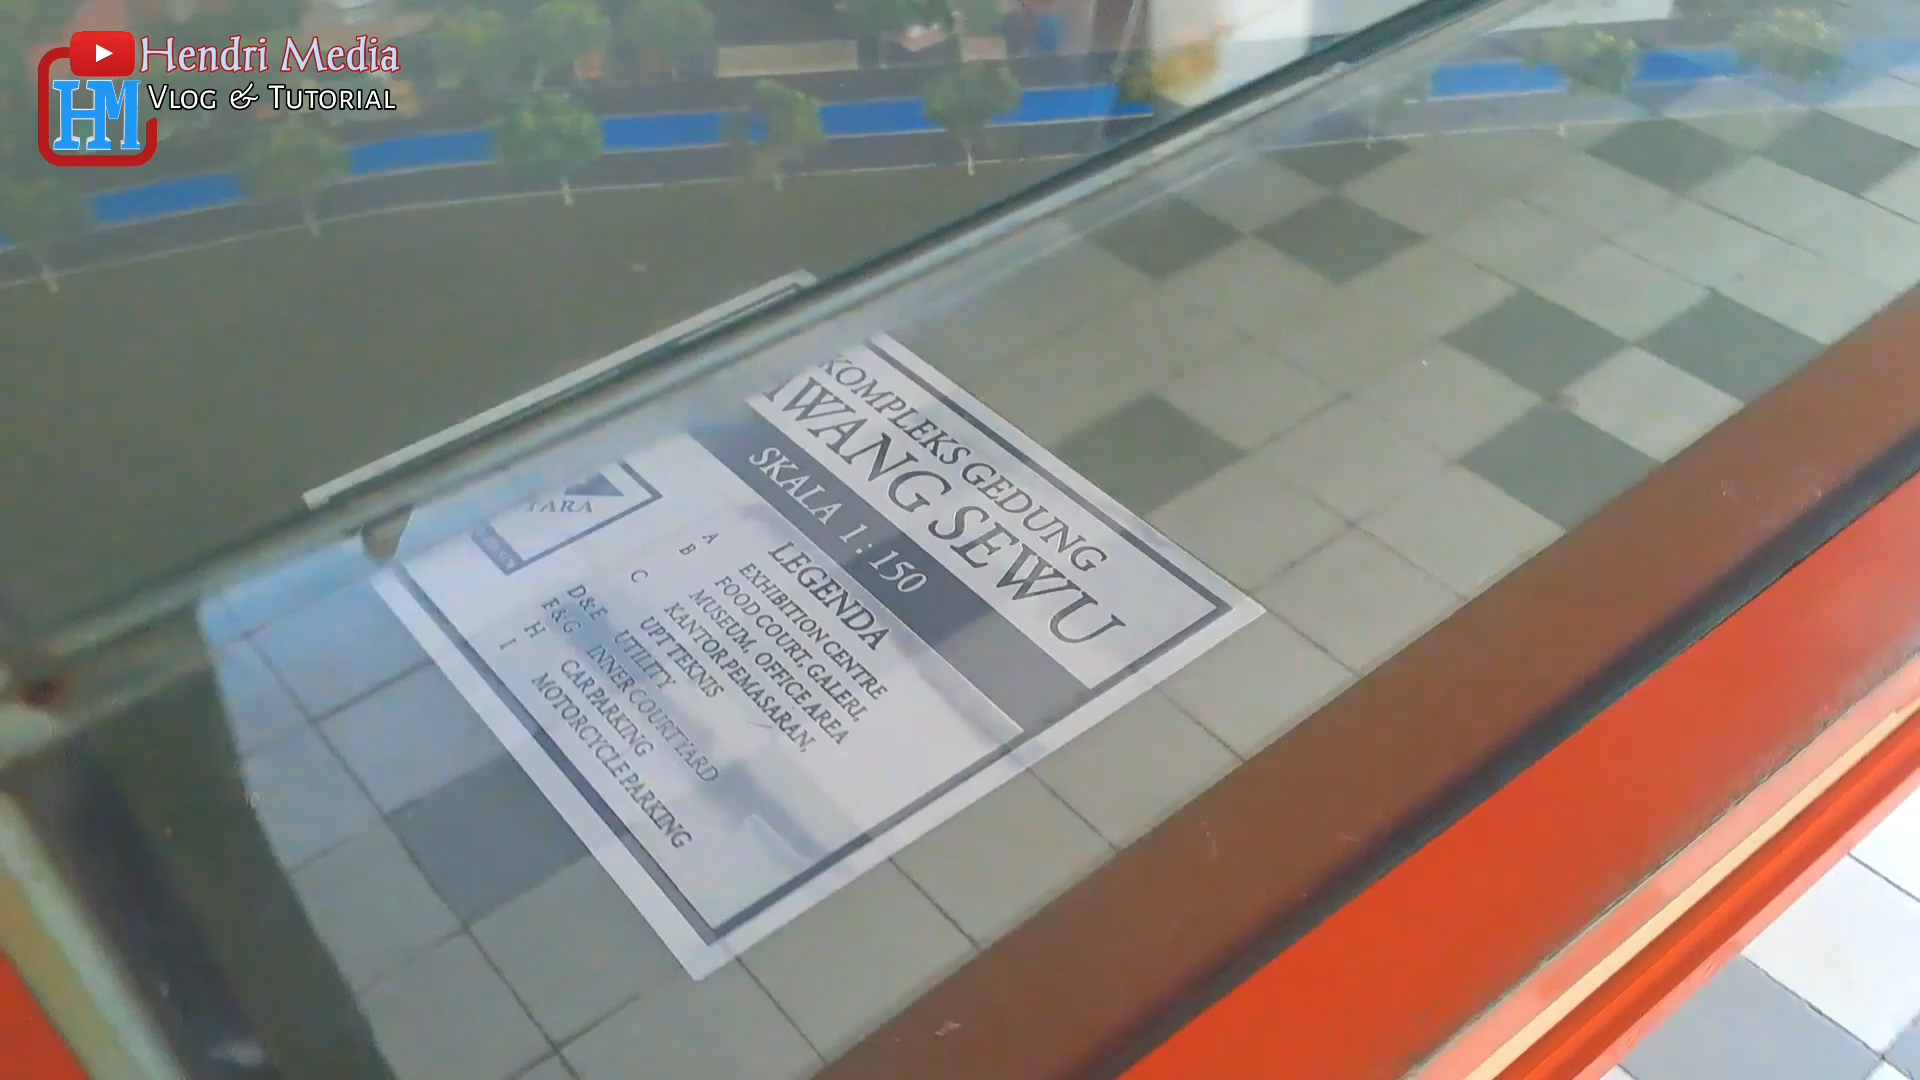 Hendri Media
HM
Vlog & Tutorial
KOMPLEKS GEDUNG
WANG SEWU
SKALA 1 : 150
LEGENDA
A EXHIBITION CENTRE
B FOOD COURT, GALERI,
MUSEUM, OFFICE AREA
C KANTOR PEMASARAN,
UPT TEKNIS
D & E UTILITY
F & G INNER COURTYARD
H CAR PARKING
I MOTORCYCLE PARKING